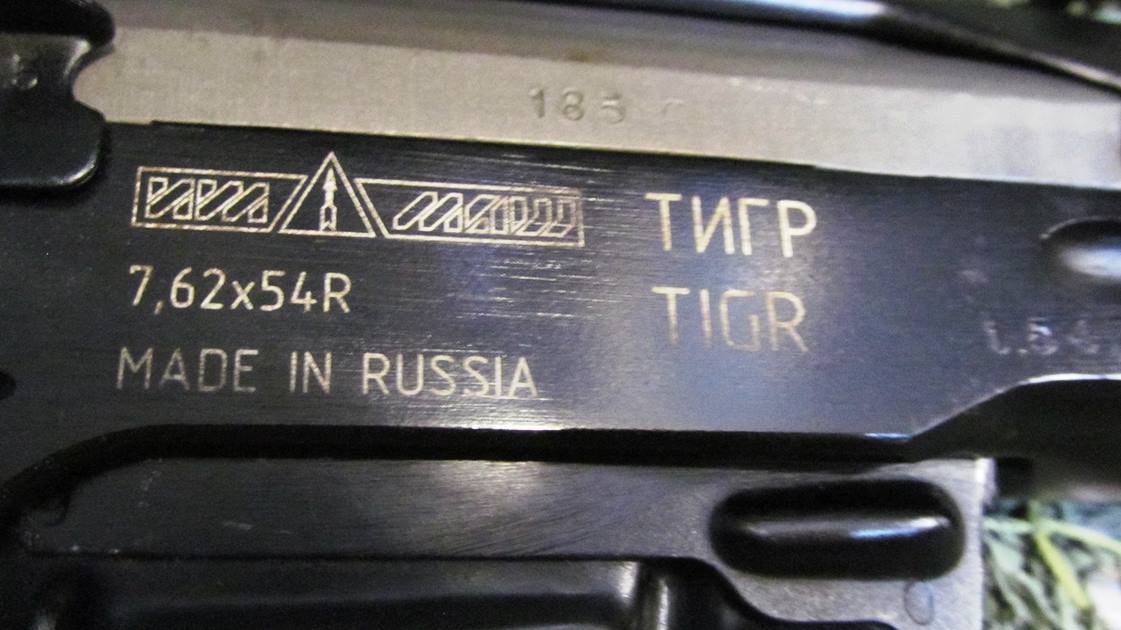 185
ТИГР
7,62x54R
TIGR
MADE IN RUSSIA